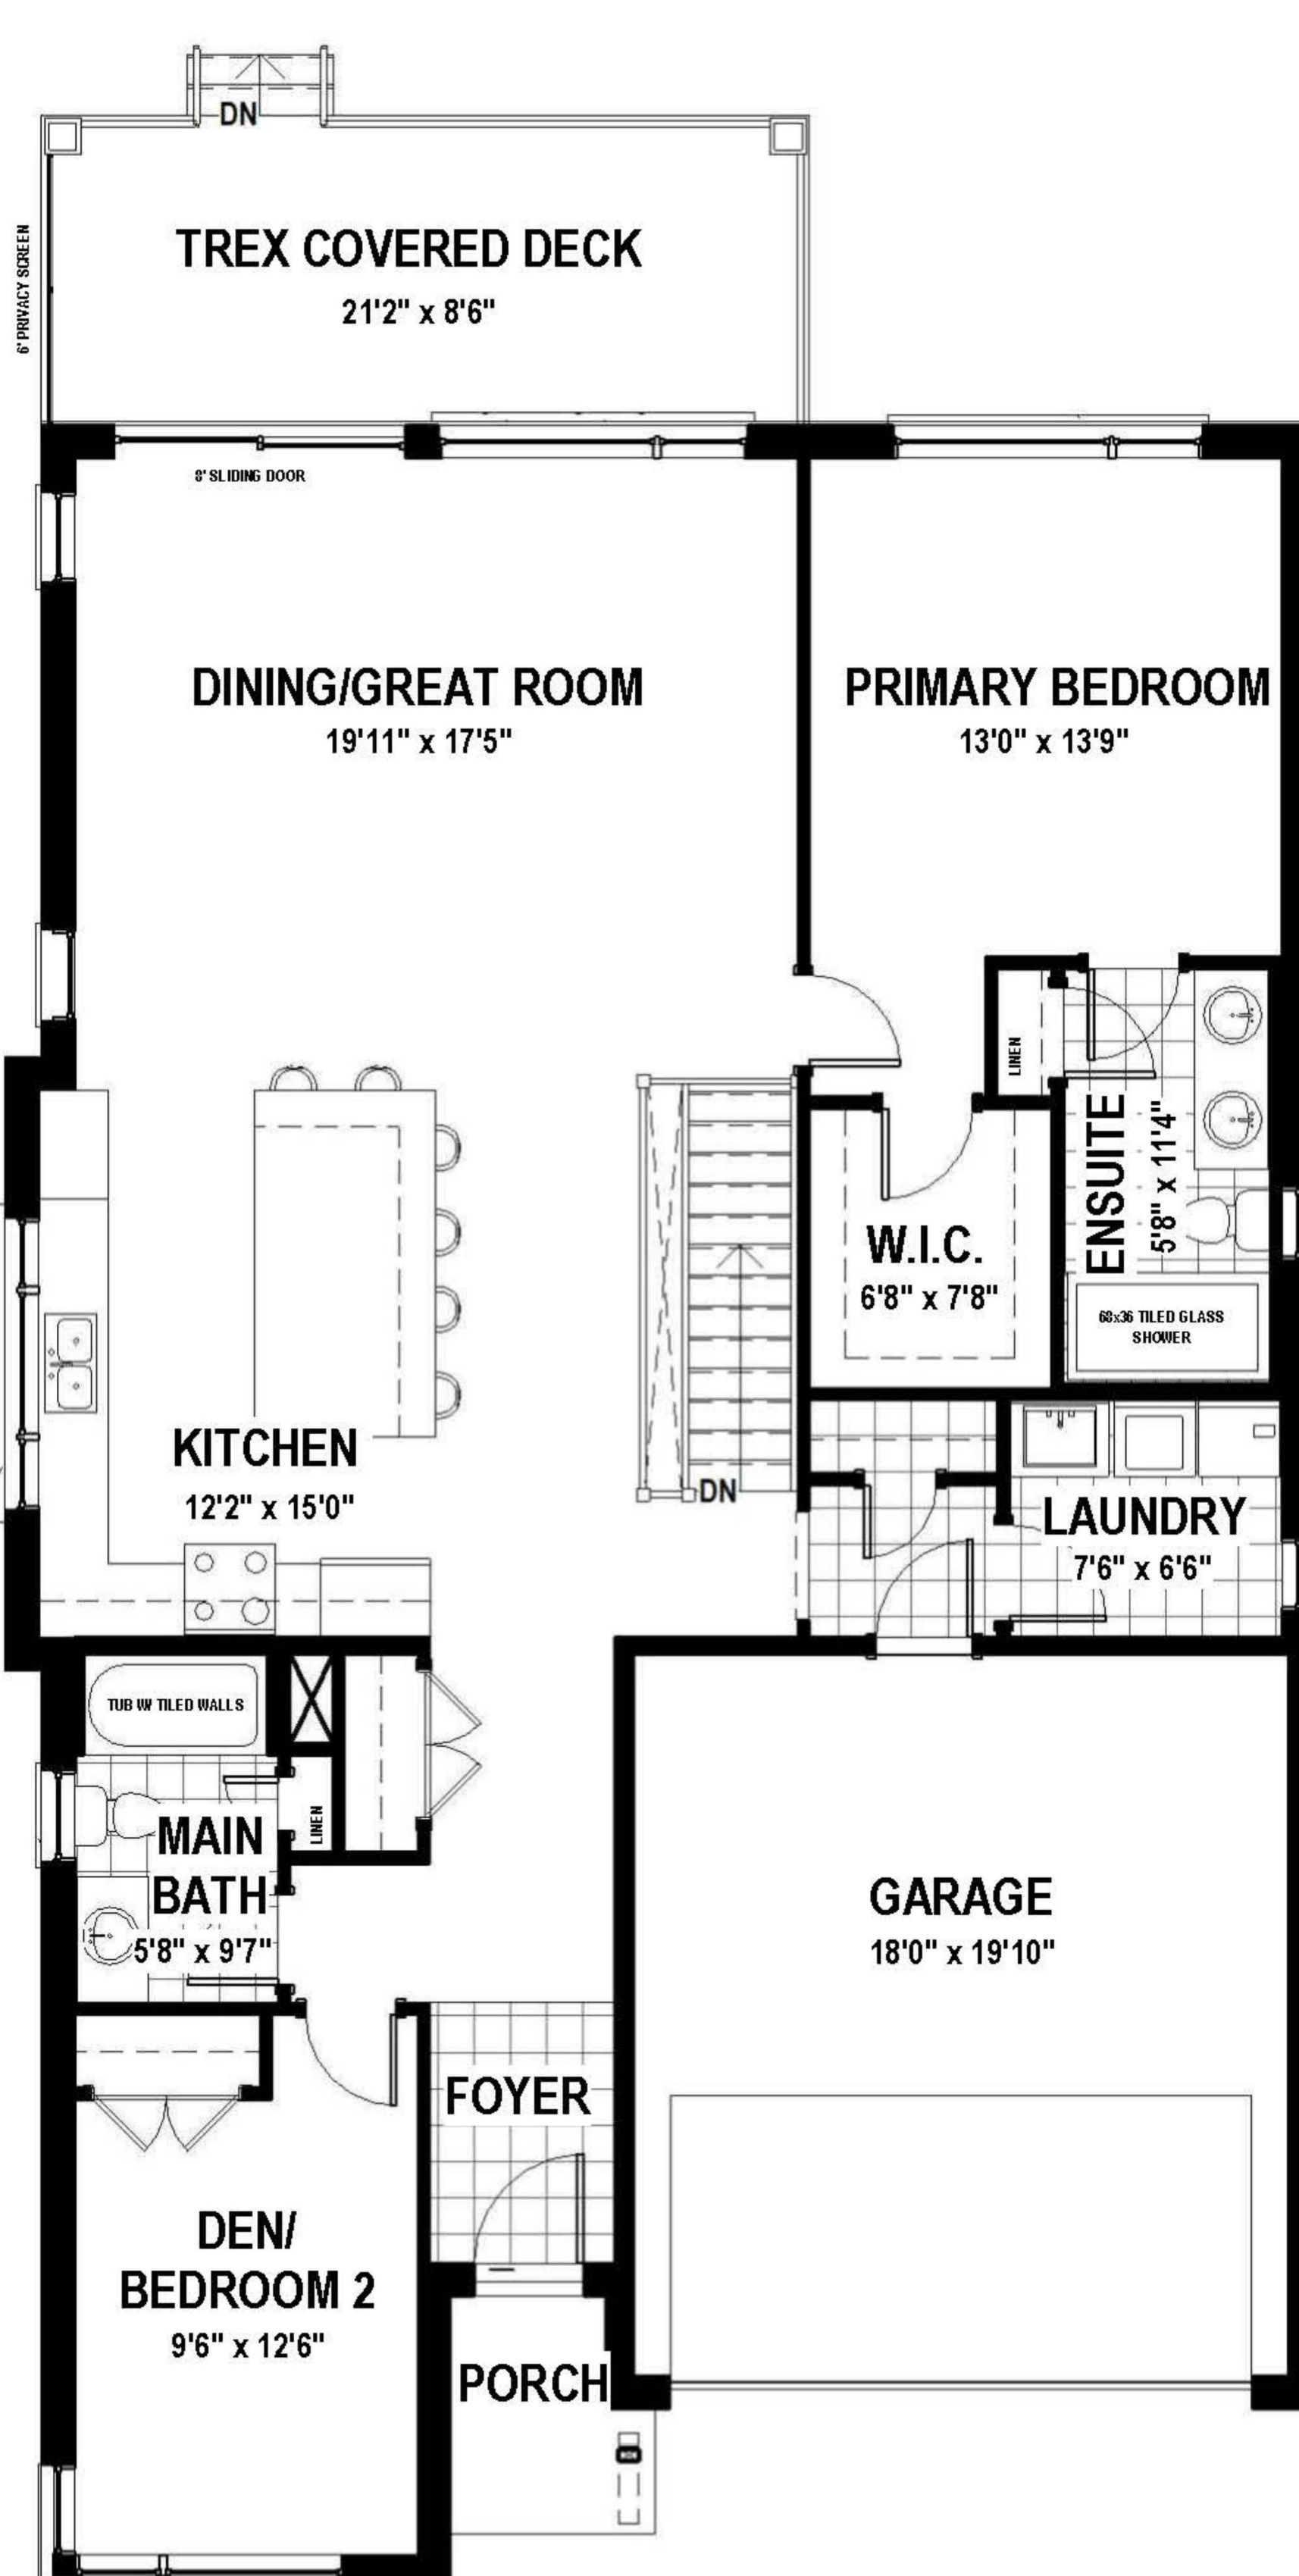 DN
6' PRIVACY SCREEN
TREX COVERED DECK
21'2" x 8'6"
8' SLIDING DOOR
DINING/GREAT ROOM
19'11" x 17'5"
PRIMARY BEDROOM
13'0" x 13'9"
LINEN
ENSUITE
5'8" x 11'4"
W.I.C.
6'8" x 7'8"
68x36 TILED GLASS
SHOWER
KITCHEN
12'2" x 15'0"
DN
LAUNDRY
7'6" x 6'6"
TUB W/ TILED WALLS
LINEN
MAIN
BATH
5'8" x 9'7"
GARAGE
18'0" x 19'10"
FOYER
DEN/
BEDROOM 2
9'6" x 12'6"
PORCH